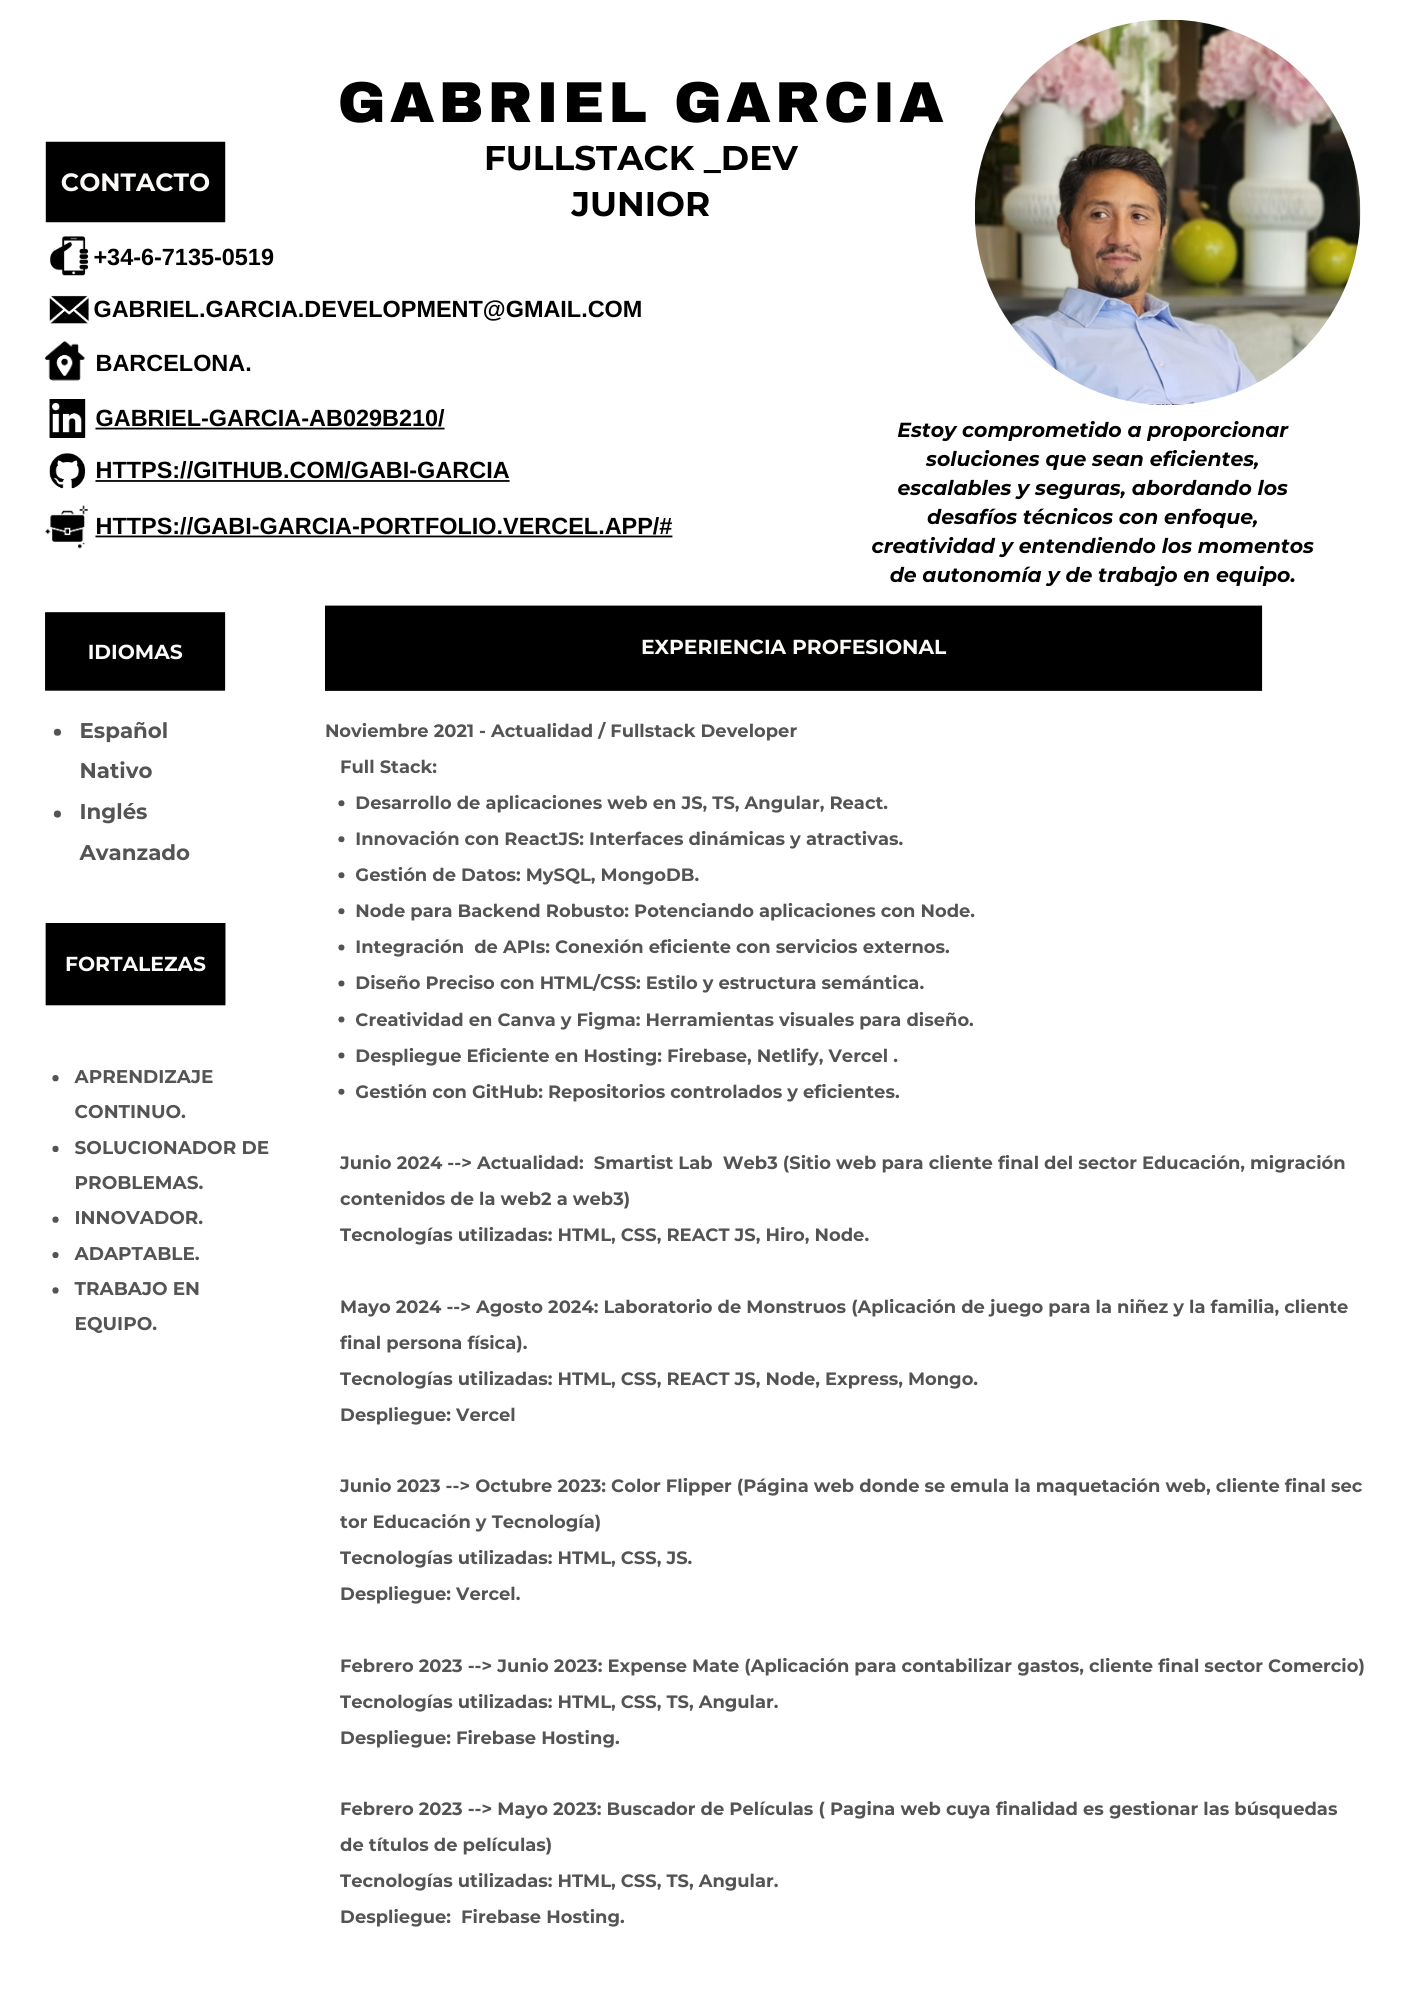 GABRIEL GARCIA
FULLSTACK _DEV
JUNIOR
CONTACTO
+34-6-7135-0519
GABRIEL.GARCIA.DEVELOPMENT@GMAIL.COM
BARCELONA.
in GABRIEL-GARCIA-AB029B210/
HTTPS://GITHUB.COM/GABI-GARCIA
HTTPS://GABI-GARCIA-PORTFOLIO.VERCEL.APP/#
Estoy comprometido a proporcionar
soluciones que sean eficientes,
escalables y seguras, abordando los
desafíos técnicos con enfoque,
creatividad y entendiendo los momentos
de autonomía y de trabajo en equipo.
IDIOMAS
• Español
Nativo
• Inglés
Avanzado
FORTALEZAS
• APRENDIZAJE
CONTINUO.
• SOLUCIONADOR DE
PROBLEMAS.
• INNOVADOR.
• ADAPTABLE.
• TRABAJO EN
EQUIPO.
EXPERIENCIA PROFESIONAL
Noviembre 2021 - Actualidad / Fullstack Developer
Full Stack:
• Desarrollo de aplicaciones web en JS, TS, Angular, React.
• Innovación con ReactJS: Interfaces dinámicas y atractivas.
• Gestión de Datos: MySQL, MongoDB.
• Node para Backend Robusto: Potenciando aplicaciones con Node.
• Integración  de APIs: Conexión eficiente con servicios externos.
• Diseño Preciso con HTML/CSS: Estilo y estructura semántica.
• Creatividad en Canva y Figma: Herramientas visuales para diseño.
• Despliegue Eficiente en Hosting: Firebase, Netlify, Vercel .
• Gestión con GitHub: Repositorios controlados y eficientes.
Junio 2024 --> Actualidad:  Smartist Lab  Web3 (Sitio web para cliente final del sector Educación, migración
contenidos de la web2 a web3)
Tecnologías utilizadas: HTML, CSS, REACT JS, Hiro, Node.
Mayo 2024 --> Agosto 2024: Laboratorio de Monstruos (Aplicación de juego para la niñez y la familia, cliente
final persona física).
Tecnologías utilizadas: HTML, CSS, REACT JS, Node, Express, Mongo.
Despliegue: Vercel
Junio 2023 --> Octubre 2023: Color Flipper (Página web donde se emula la maquetación web, cliente final sec
tor Educación y Tecnología)
Tecnologías utilizadas: HTML, CSS, JS.
Despliegue: Vercel.
Febrero 2023 --> Junio 2023: Expense Mate (Aplicación para contabilizar gastos, cliente final sector Comercio)
Tecnologías utilizadas: HTML, CSS, TS, Angular.
Despliegue: Firebase Hosting.
Febrero 2023 --> Mayo 2023: Buscador de Películas ( Pagina web cuya finalidad es gestionar las búsquedas
de títulos de películas)
Tecnologías utilizadas: HTML, CSS, TS, Angular.
Despliegue:  Firebase Hosting.